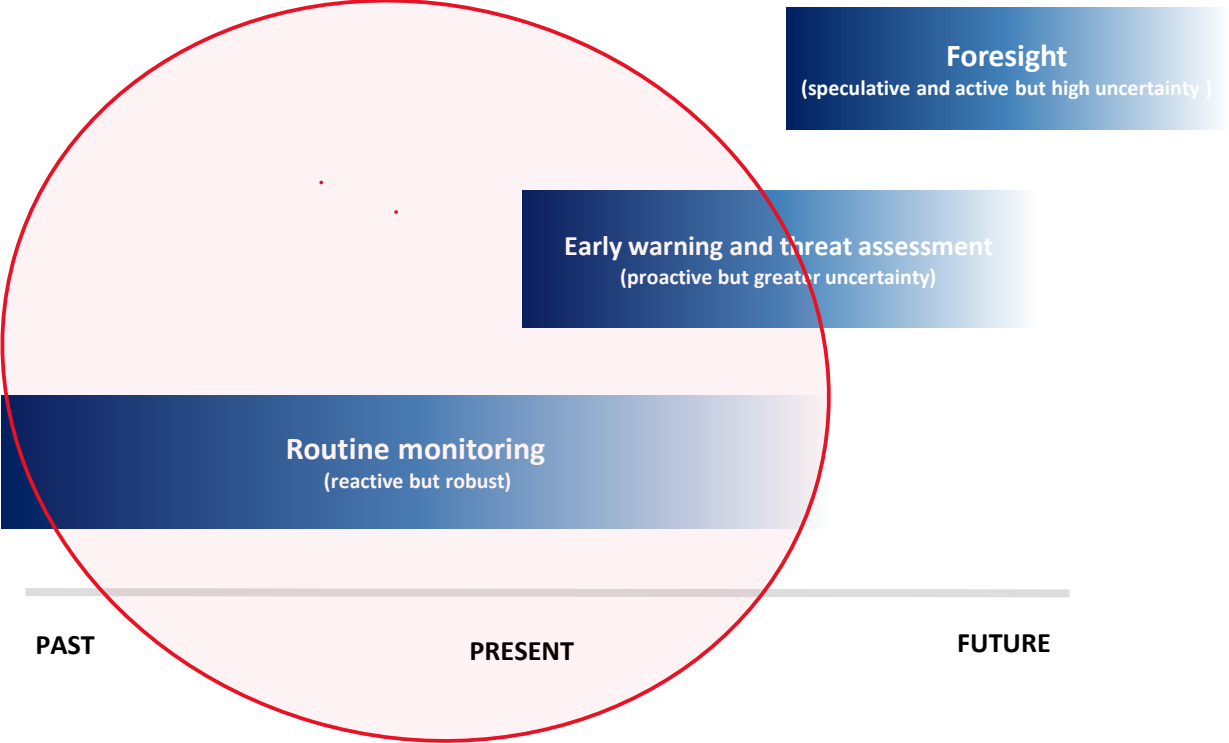 Foresight
(speculative and active but high uncertainty )
Early warning and threat assessment
(proactive but greater uncertainty)
Routine monitoring
(reactive but robust)
PAST
PRESENT
FUTURE